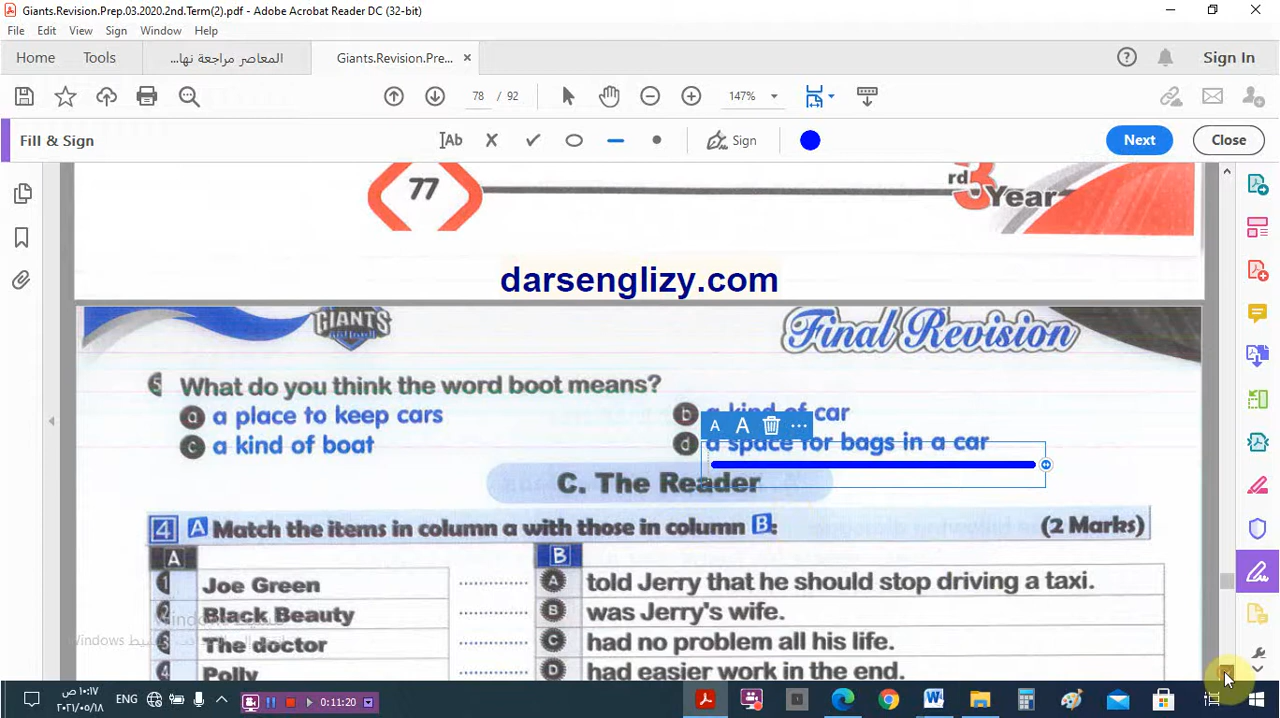 Giants.Revision.Prep.03.2020.2nd.Term(2).pdf - Adobe Acrobat Reader DC (32-bit)
File Edit View Sign Window Help
Home Tools المعاصر مراجعة نها... Giants.Revision.Pre... × Sign In
78 / 92 147%
Fill & Sign Ab Sign Next Close
77 rd 3 Year
darsenglizy.com
GIANTS Final Revision
5 What do you think the word boot means?
a a place to keep cars b a kind of car
c a kind of boat d a space for bags in a car
A A
C. The Reader
4 A Match the items in column a with those in column B: (2 Marks)
A B
1 Joe Green .............. A told Jerry that he should stop driving a taxi.
2 Black Beauty .............. B was Jerry's wife.
3 The doctor .............. C had no problem all his life.
4 Polly .............. D had easier work in the end.
ENG 0:11:20
١٠:١٧ ص
٢٠٢١/٠٥/١٨